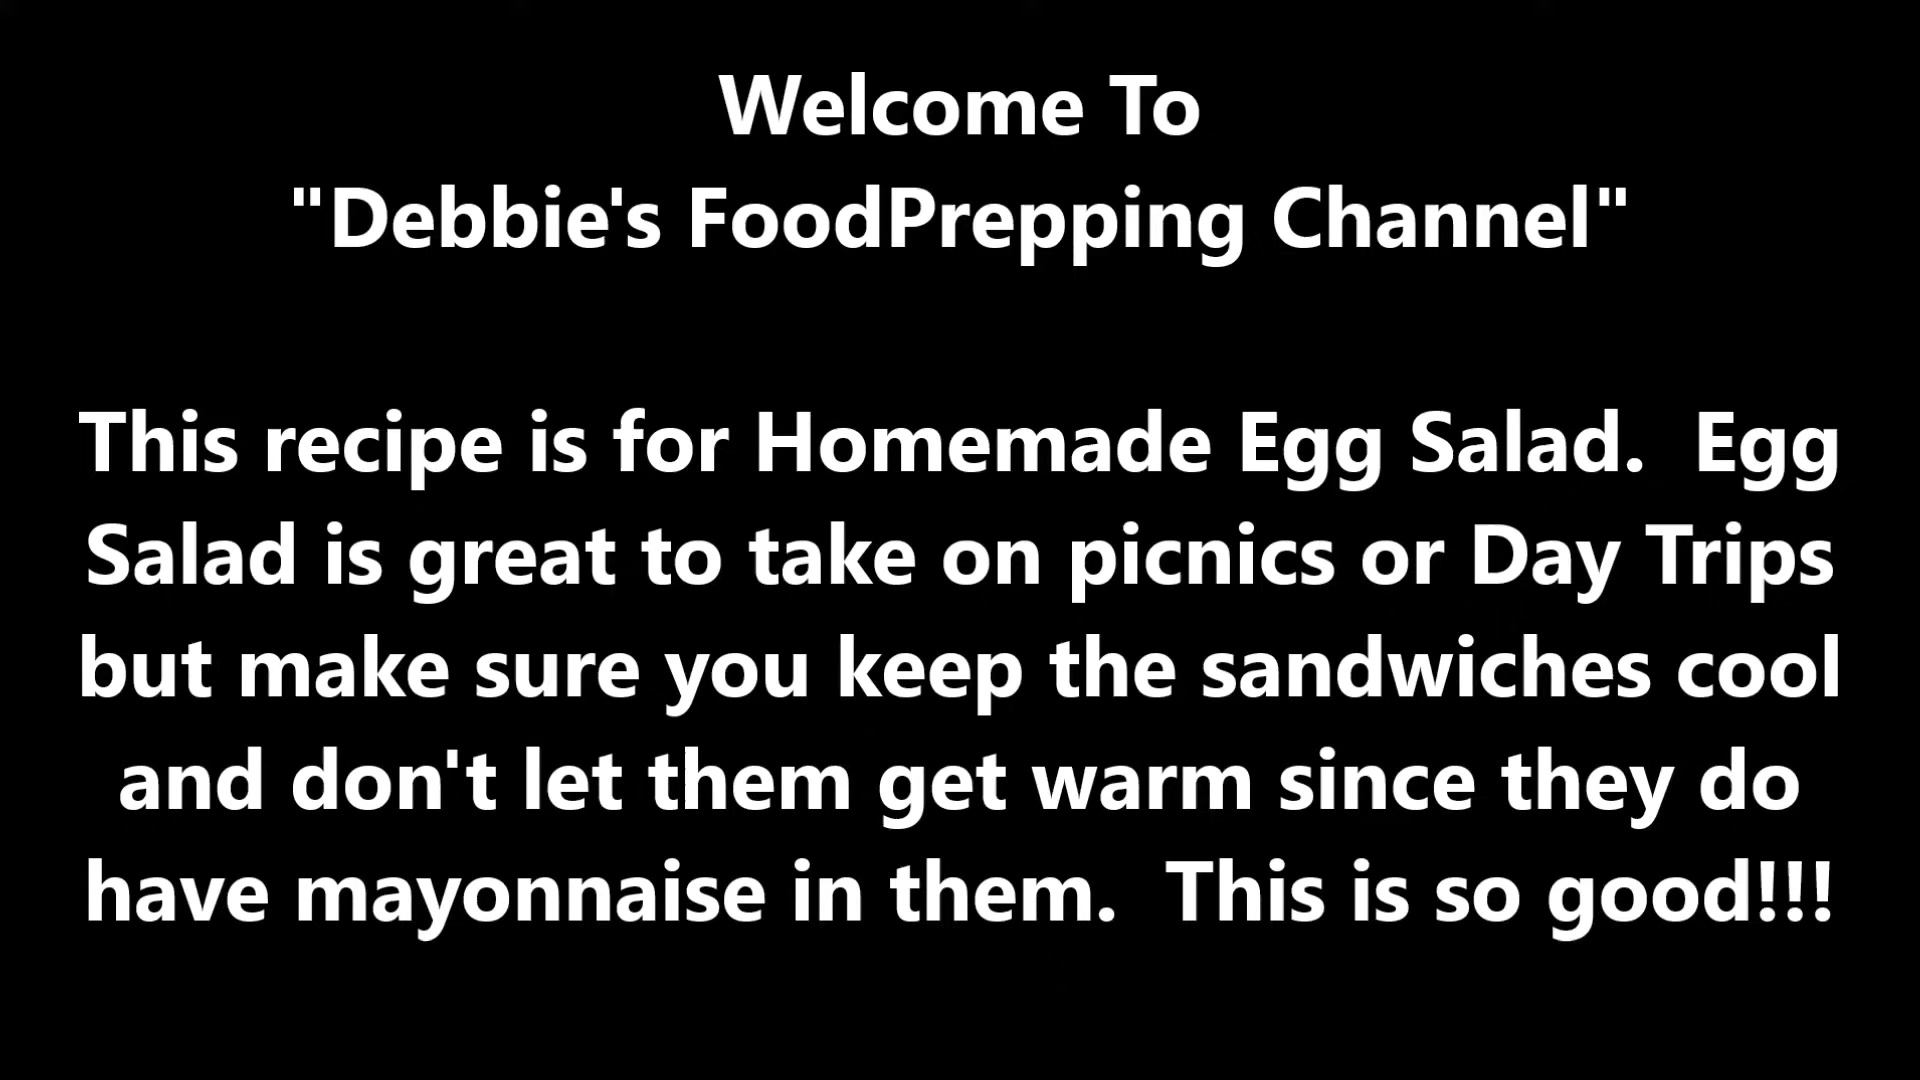 Welcome To
"Debbie's FoodPrepping Channel"
This recipe is for Homemade Egg Salad.  Egg
Salad is great to take on picnics or Day Trips
but make sure you keep the sandwiches cool
and don't let them get warm since they do
have mayonnaise in them.  This is so good!!!